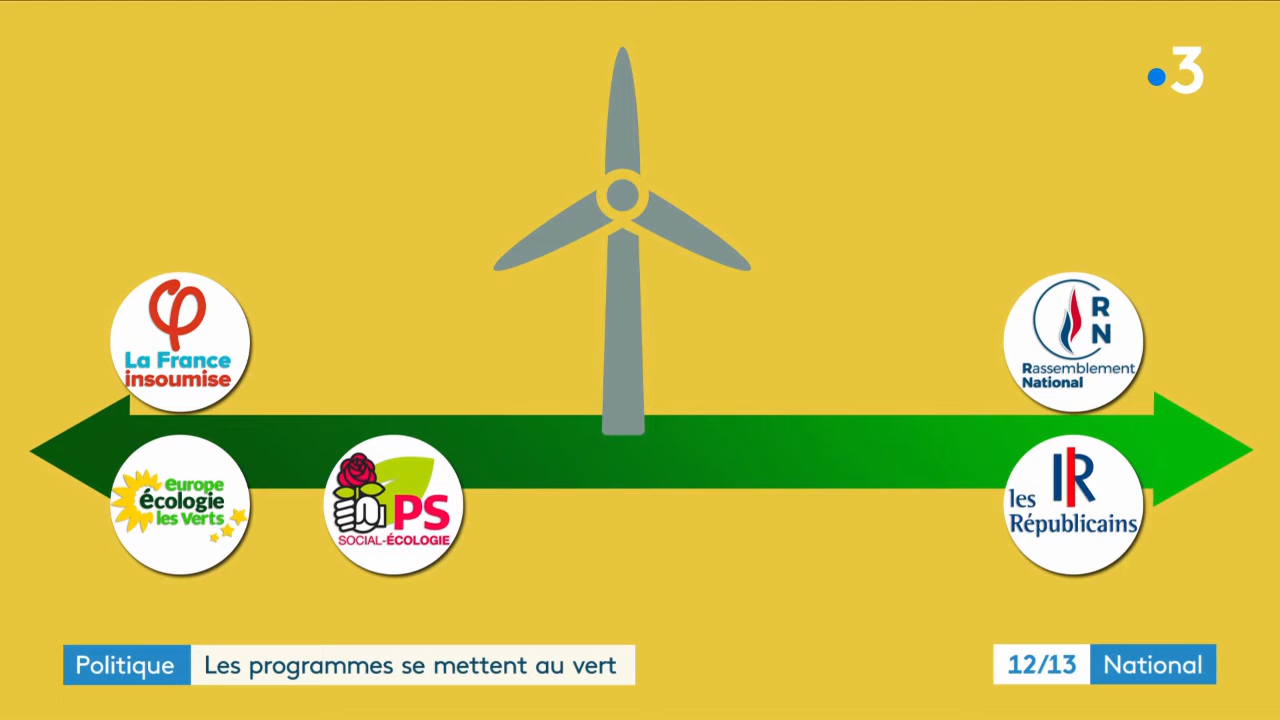 3
La France
insoumise
R
N
Rassemblement
National
europe
écologie
les verts
PS
SOCIAL-ÉCOLOGIE
lR
les
Républicains
Politique
Les programmes se mettent au vert
12/13
National